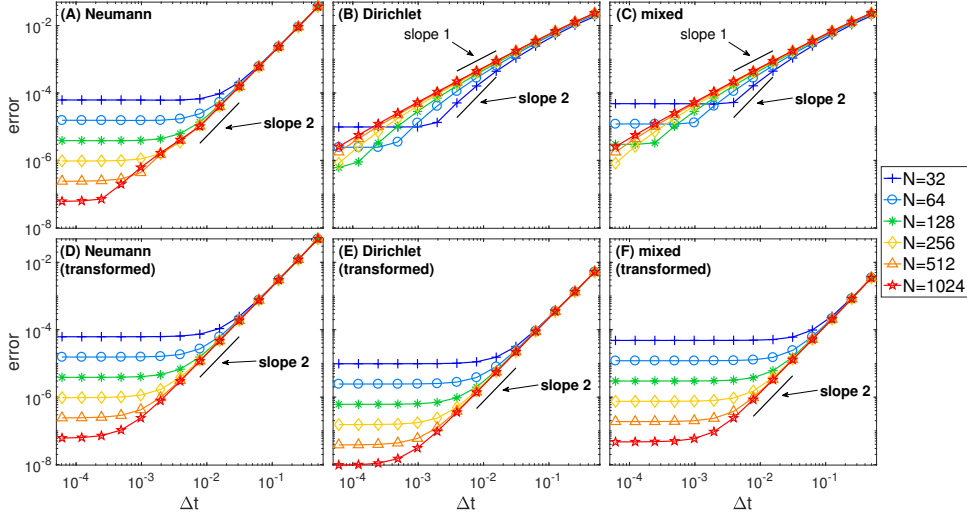 (A) Neumann
(B) Dirichlet
(C) mixed
error
10^-2
10^-4
10^-6
10^-8
slope 2
slope 1
slope 2
slope 1
slope 2
N=32
N=64
N=128
N=256
N=512
N=1024
(D) Neumann
(transformed)
(E) Dirichlet
(transformed)
(F) mixed
(transformed)
error
10^-2
10^-4
10^-6
10^-8
slope 2
slope 2
slope 2
10^-4 10^-3 10^-2 10^-1
10^-4 10^-3 10^-2 10^-1
10^-4 10^-3 10^-2 10^-1
Δt
Δt
Δt